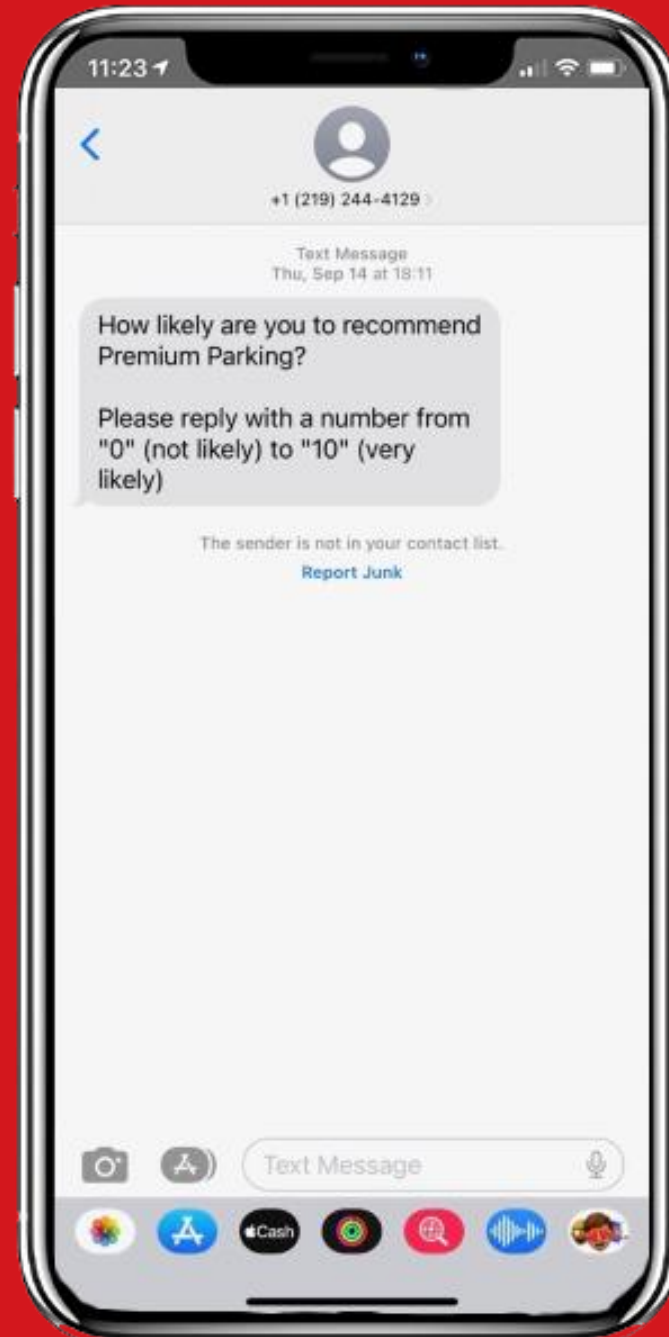 11:23
+1 (219) 244-4129
Text Message
Thu, Sep 14 at 18:11
How likely are you to recommend
Premium Parking?
Please reply with a number from
"0" (not likely) to "10" (very
likely)
The sender is not in your contact list.
Report Junk
Text Message
Cash